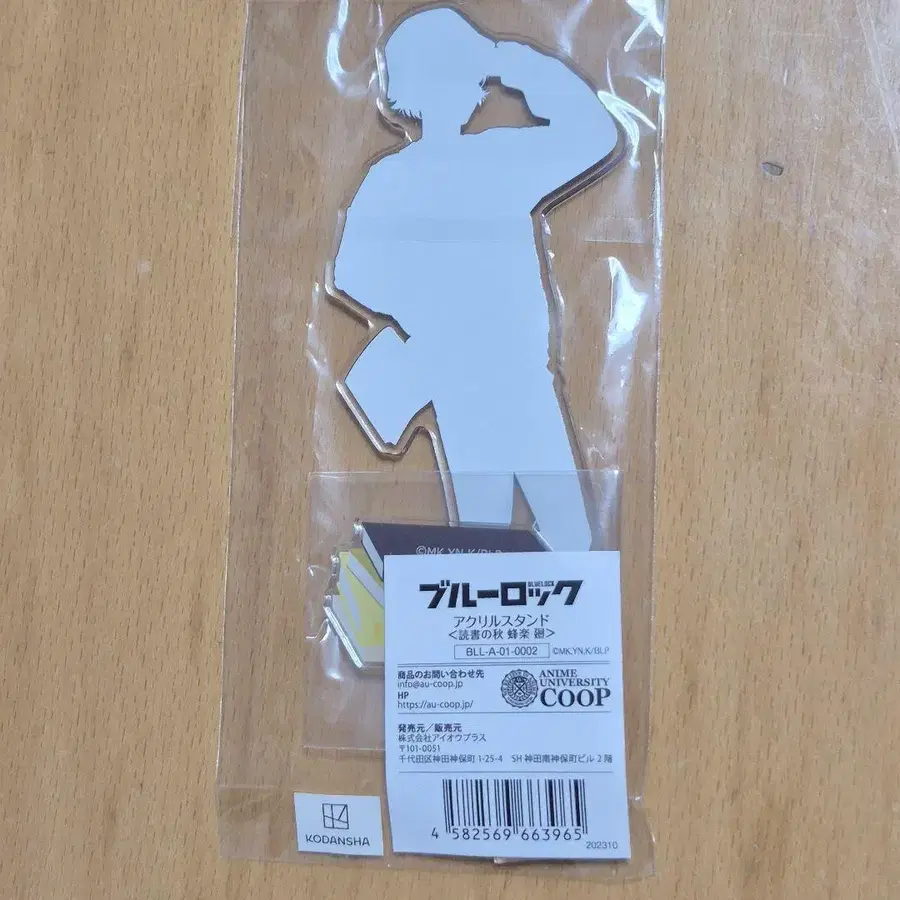 ©MK,YN,K/BLP
ブルーロック
BLUELOCK
アクリルスタンド
<読書の秋 蜂楽 廻>
BLL-A-01-0002 ©MK,YN,K/BLP
商品のお問い合わせ先
info@au-coop.jp
HP
https://au-coop.jp/
ANIME
UNIVERSITY
COOP
発売元/販売元
株式会社アイオウプラス
〒101-0051
千代田区神田神保町 1-25-4 SH 神田南神保町ビル 2 階
4 582569 663965
202310
KODANSHA